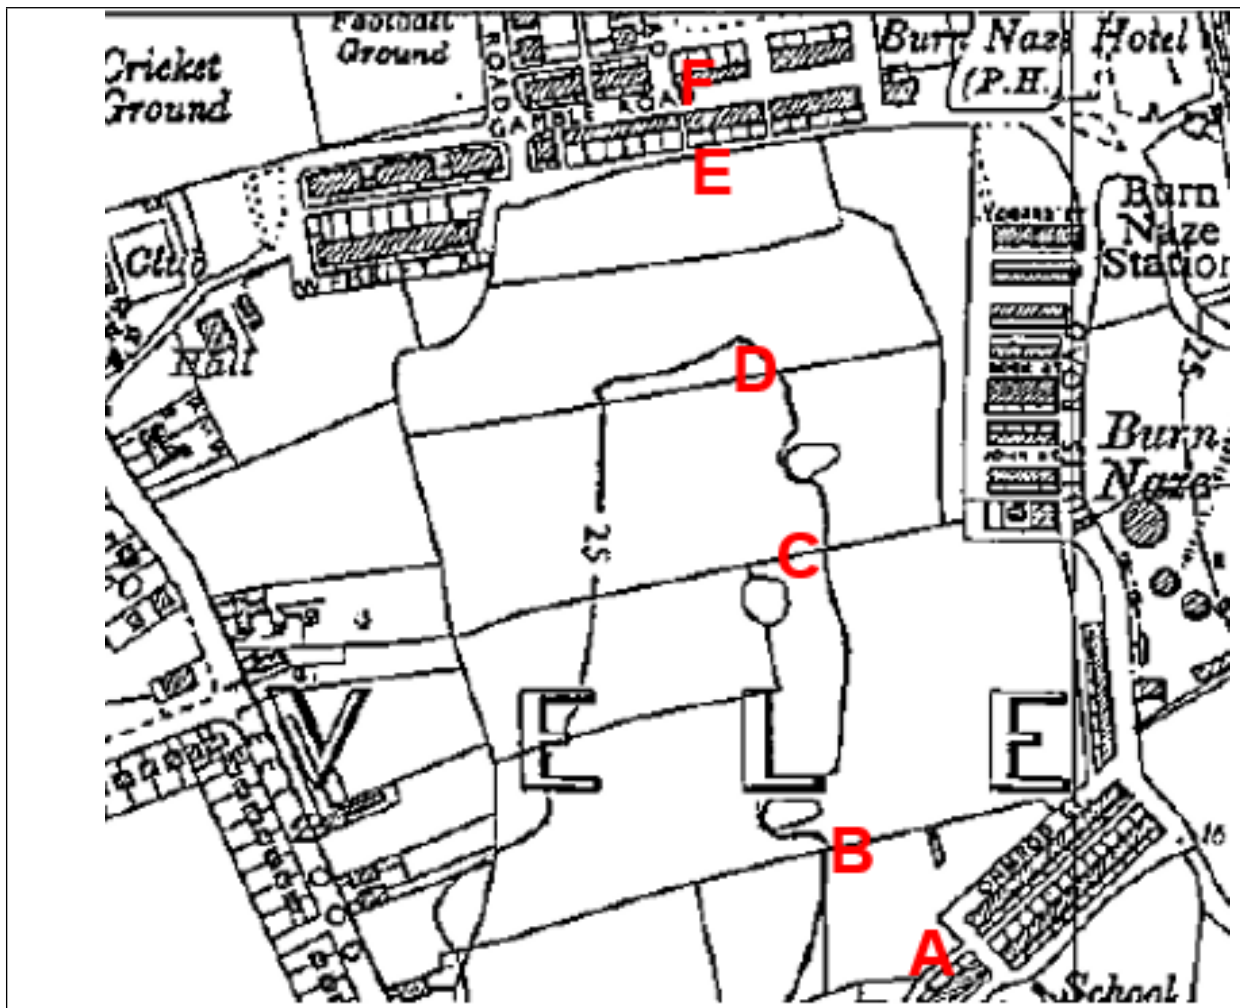 Football
Ground
Cricket
Ground
ROAD
GAMBLE ROAD
F
E
Burn Naze Hotel
(P.H.)
Burn
Naze
Station
Club
Hall
D
25
25
Burn
Naze
C
V E L E
B
16
A
School